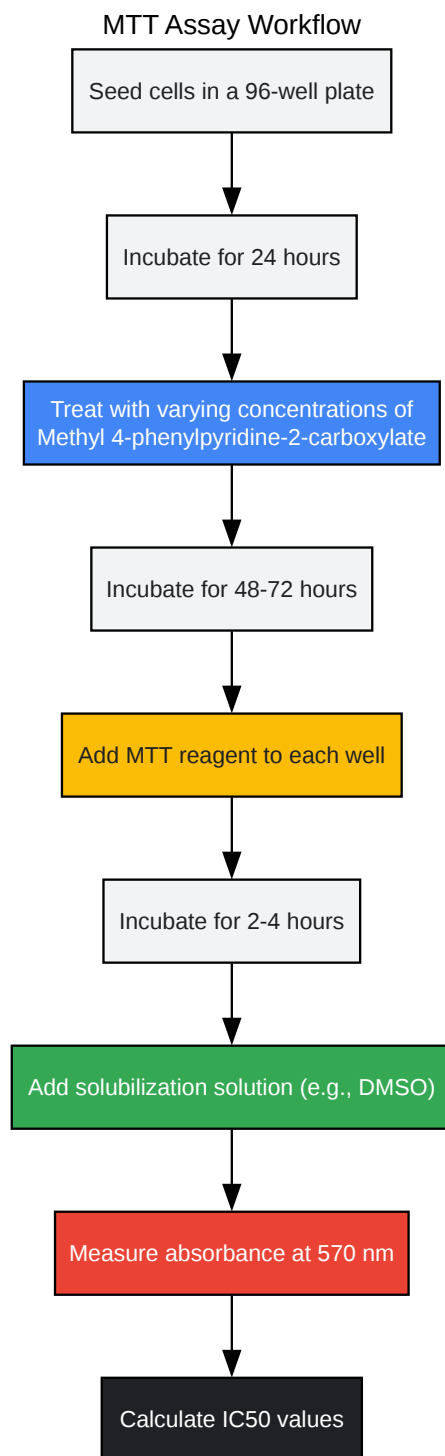 MTT Assay Workflow
Seed cells in a 96-well plate
Incubate for 24 hours
Treat with varying concentrations of
Methyl 4-phenylpyridine-2-carboxylate
Incubate for 48-72 hours
Add MTT reagent to each well
Incubate for 2-4 hours
Add solubilization solution (e.g., DMSO)
Measure absorbance at 570 nm
Calculate IC50 values